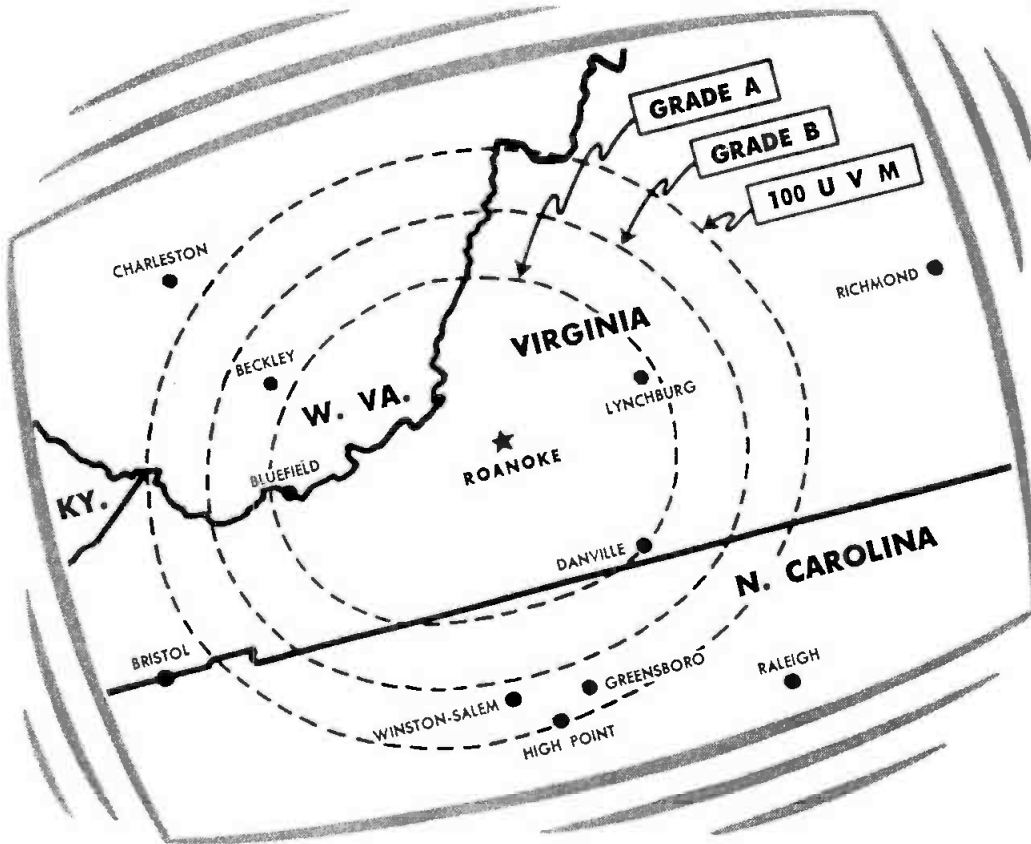 GRADE A
GRADE B
100 U V M
CHARLESTON
RICHMOND
VIRGINIA
BECKLEY
W. VA.
LYNCHBURG
ROANOKE
BLUEFIELD
KY.
DANVILLE
N. CAROLINA
BRISTOL
GREENSBORO
RALEIGH
WINSTON-SALEM
HIGH POINT